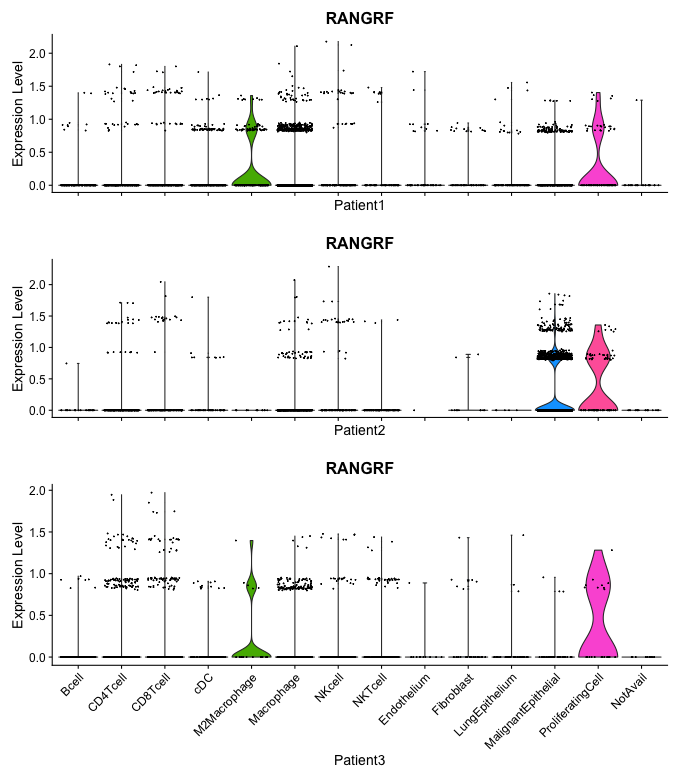 RANGRF
Expression Level
2.0
1.5
1.0
0.5
0.0
Patient1
RANGRF
Expression Level
2.0
1.5
1.0
0.5
0.0
Patient2
RANGRF
Expression Level
2.0
1.5
1.0
0.5
0.0
Bcell
CD4Tcell
CD8Tcell
cDC
M2Macrophage
Macrophage
NKcell
NKTcell
Endothelium
Fibroblast
LungEpithelium
MalignantEpithelial
ProliferatingCell
NotAvail
Patient3